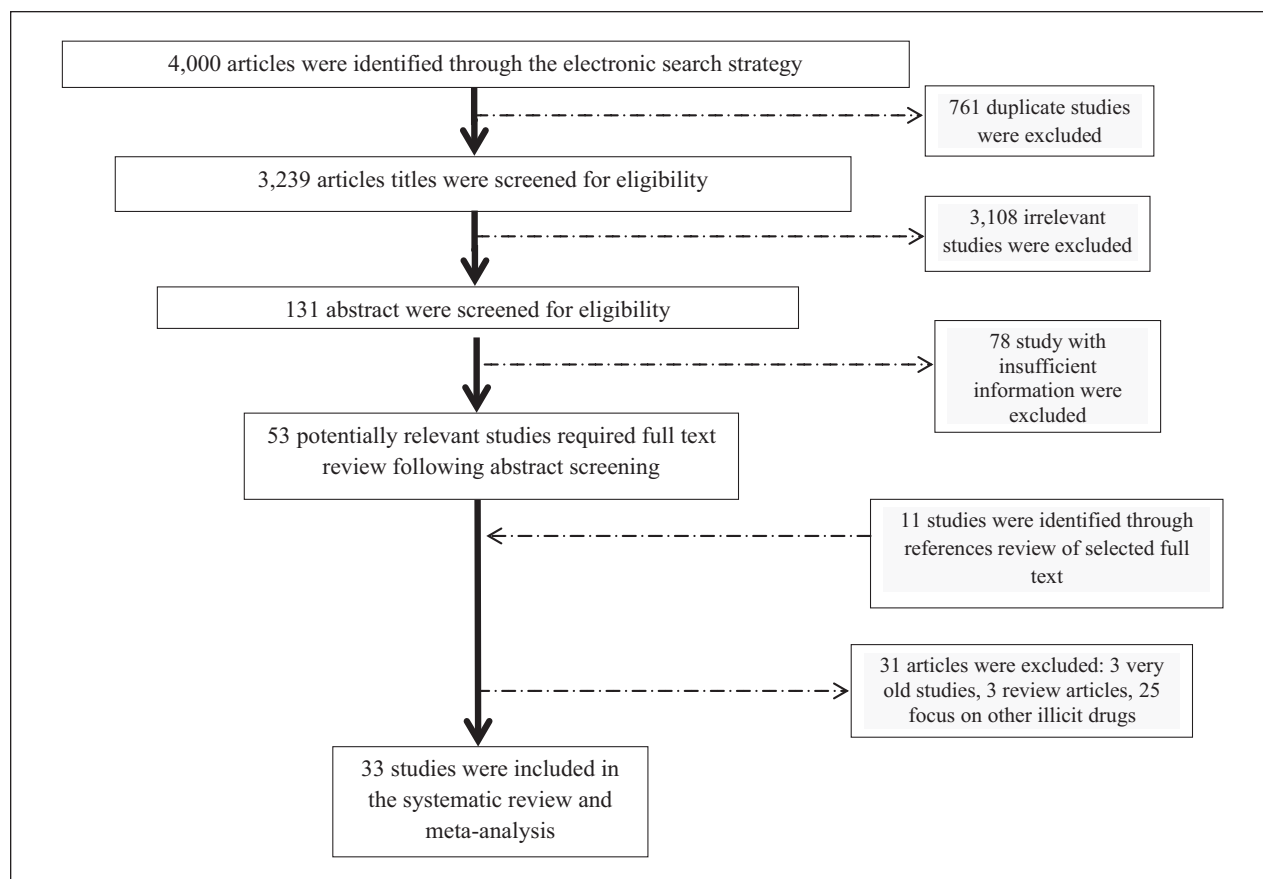 4,000 articles were identified through the electronic search strategy
761 duplicate studies
were excluded
3,239 articles titles were screened for eligibility
3,108 irrelevant
studies were excluded
131 abstract were screened for eligibility
78 study with
insufficient
information were
excluded
53 potentially relevant studies required full text
review following abstract screening
11 studies were identified through
references review of selected full
text
31 articles were excluded: 3 very
old studies, 3 review articles, 25
focus on other illicit drugs
33 studies were included in
the systematic review and
meta-analysis